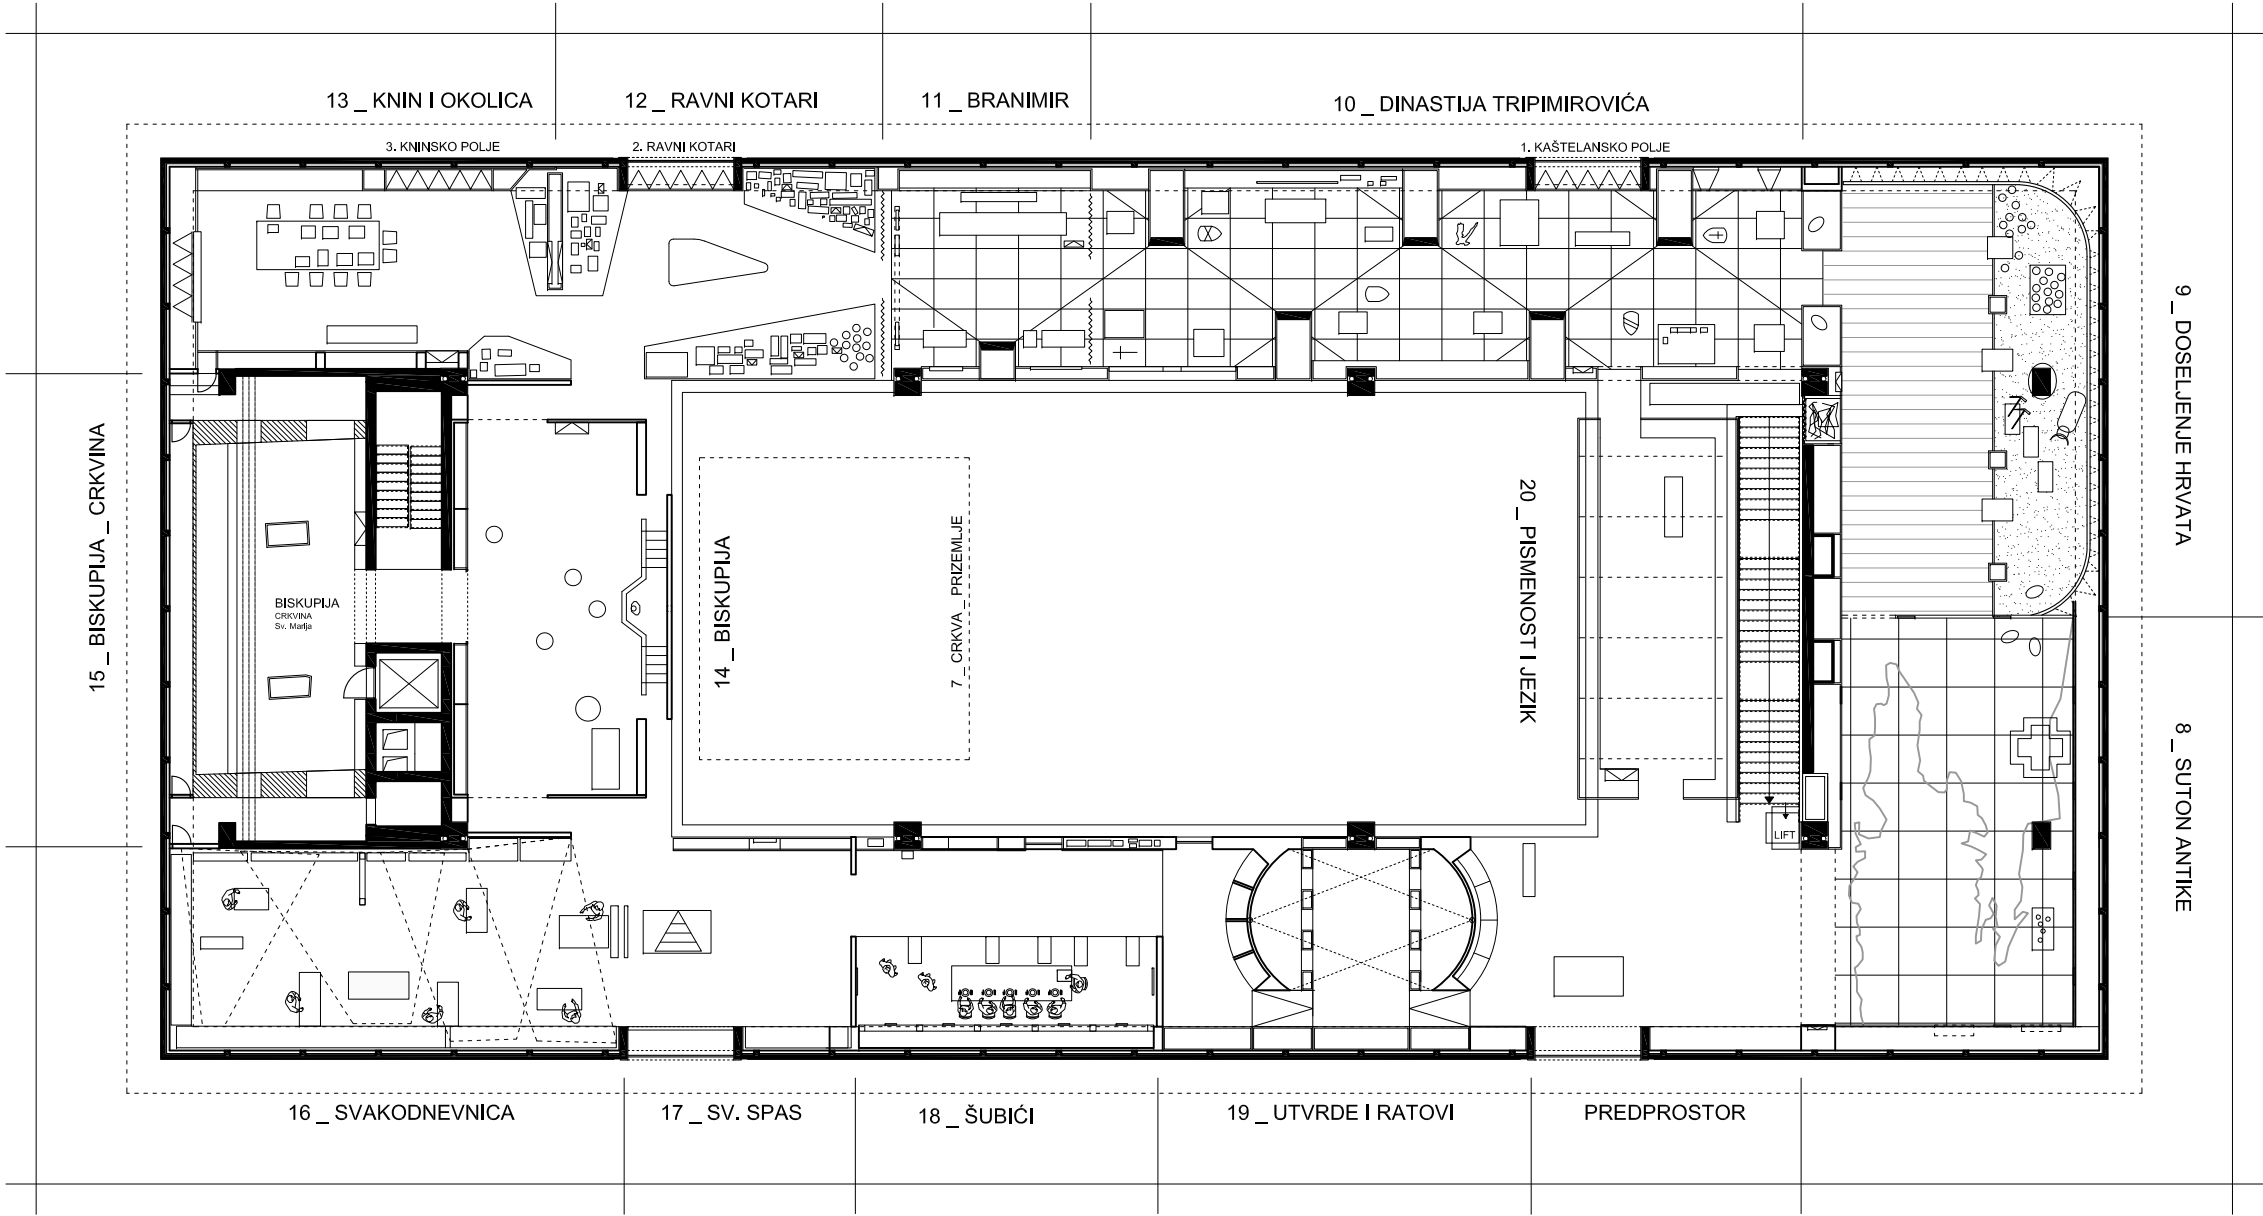 13 _ KNIN I OKOLICA
12 _ RAVNI KOTARI
11 _ BRANIMIR
10 _ DINASTIJA TRIPIMIROVIĆA
3. KNINSKO POLJE
2. RAVNI KOTARI
1. KAŠTELANSKO POLJE
9 _ DOSELJENJE HRVATA
15 _ BISKUPIJA _ CRKVINA
BISKUPIJA
CRKVINA
Sv. Marija
14 _ BISKUPIJA
7 _ CRKVA _ PRIZEMLJE
20 _ PISMENOST I JEZIK
LIFT
8 _ SUTON ANTIKE
16 _ SVAKODNEVNICA
17 _ SV. SPAS
18 _ ŠUBIĆI
19 _ UTVRDE I RATOVI
PREDPROSTOR